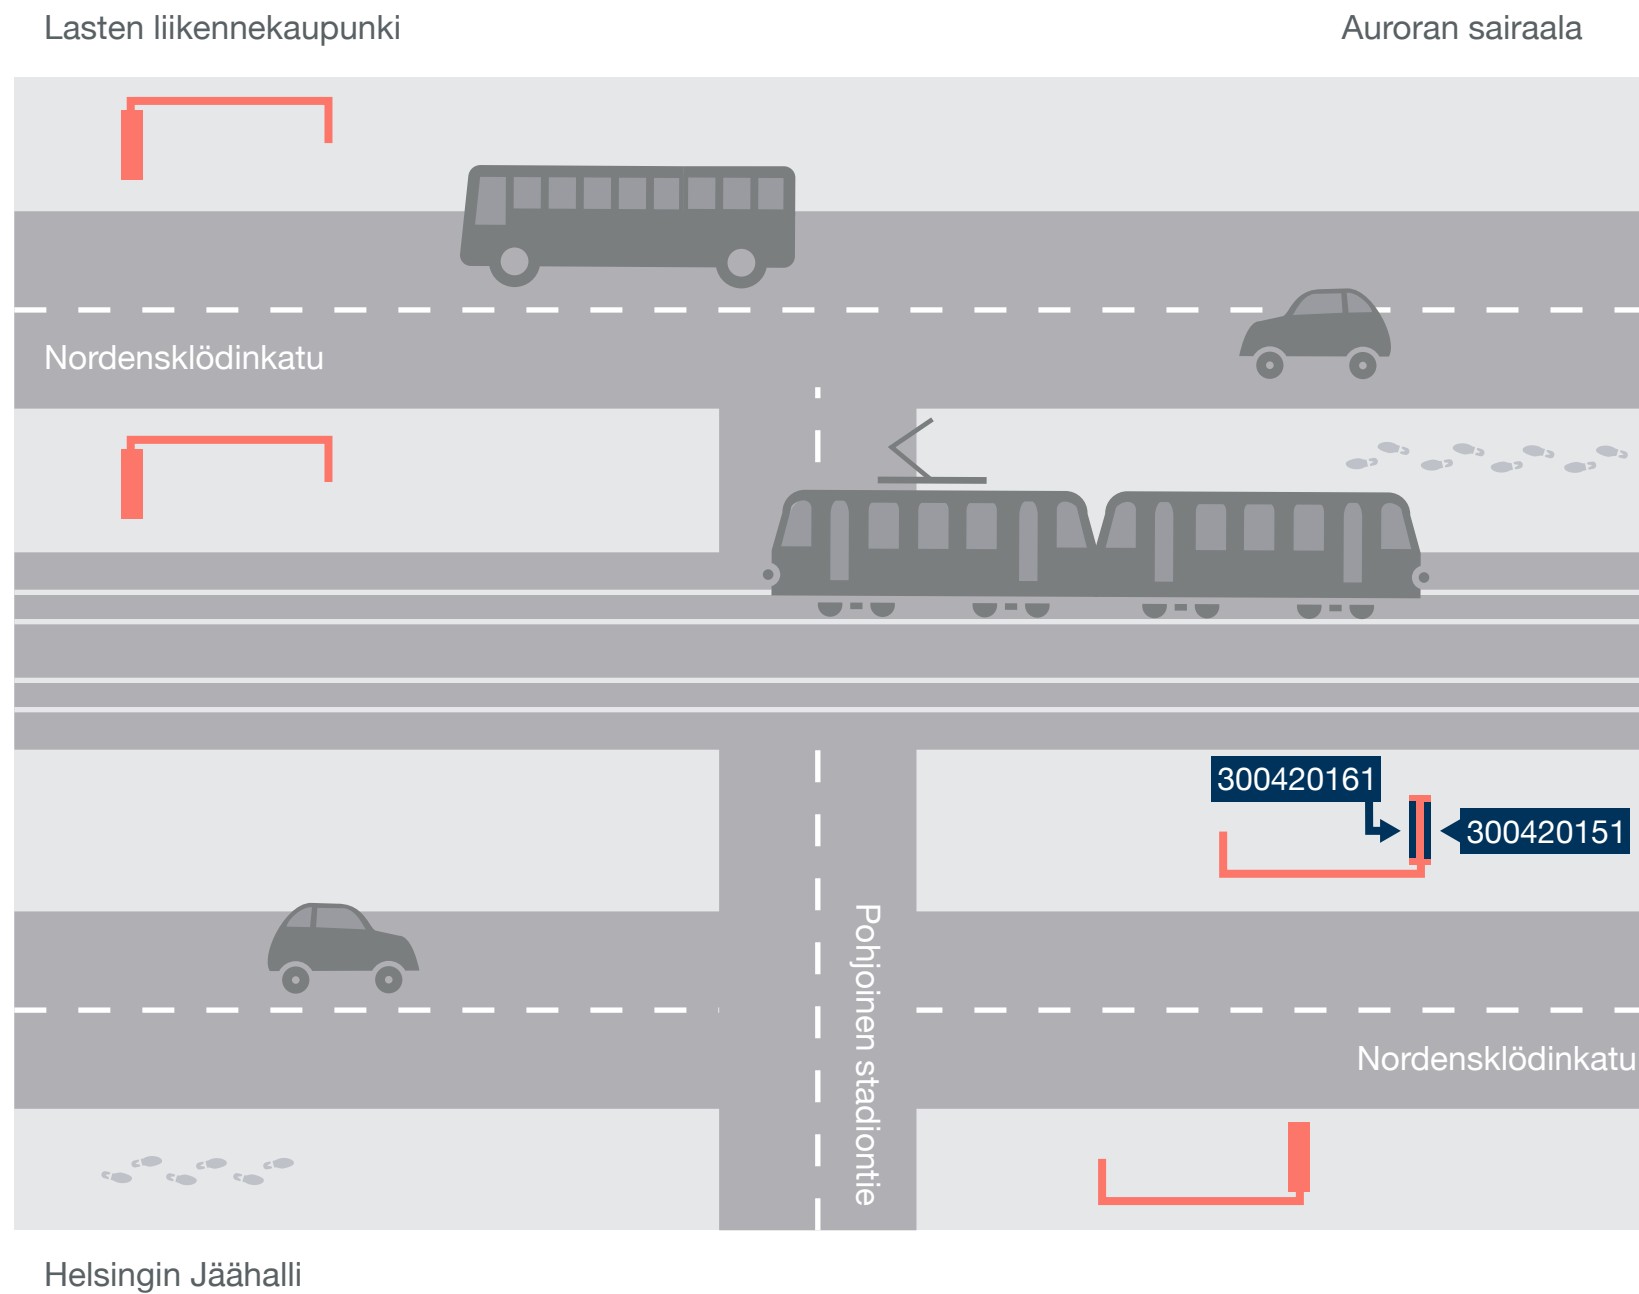 Lasten liikennekaupunki
Auroran sairaala
Nordensklödinkatu
300420161
300420151
Pohjoinen stadiontie
Nordensklödinkatu
Helsingin Jäähalli